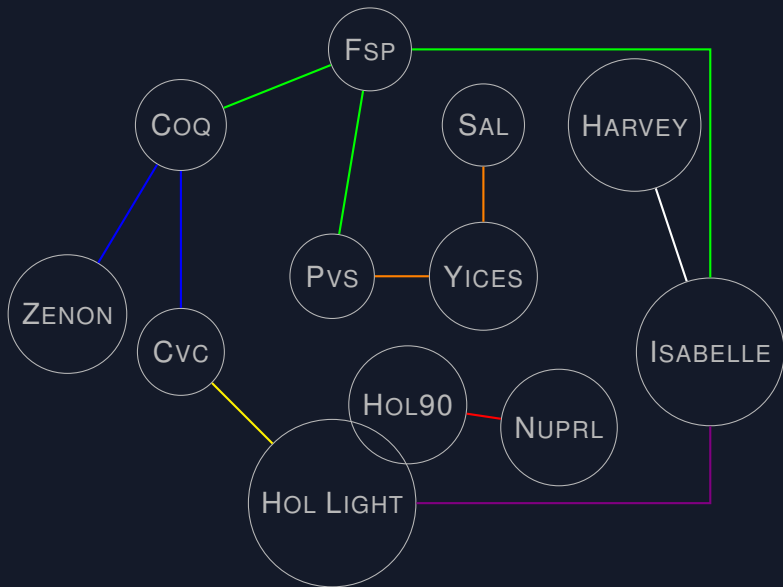 FSP
COQ
SAL
HARVEY
PVS
YICES
ZENON
CVC
ISABELLE
HOL90
NUPRL
HOL LIGHT